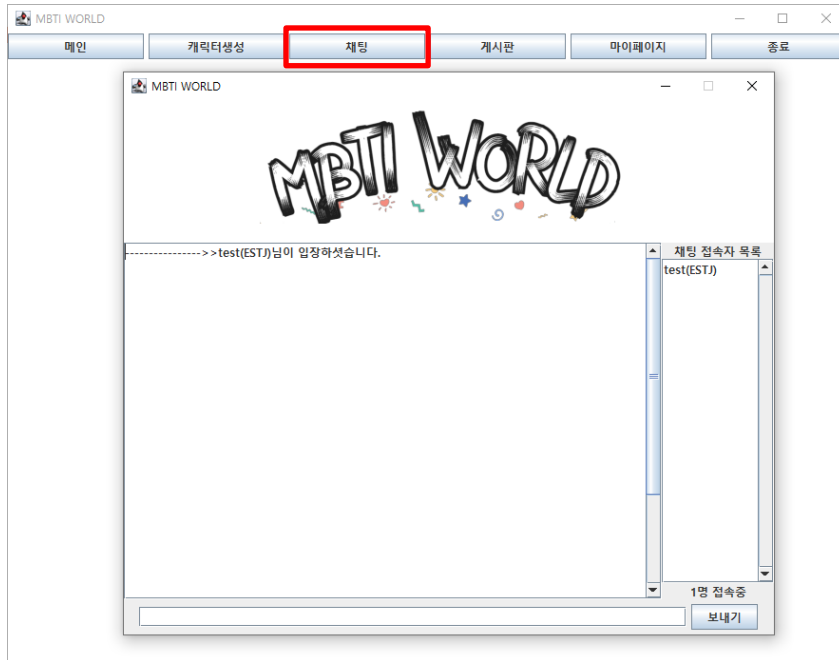 MBTI WORLD
메인 캐릭터생성 채팅 게시판 마이페이지 종료
MBTI WORLD
MBTI WORLD
---------------->>test(ESTJ)님이 입장하셧습니다.
채팅 접속자 목록
test(ESTJ)
1명 접속중
보내기